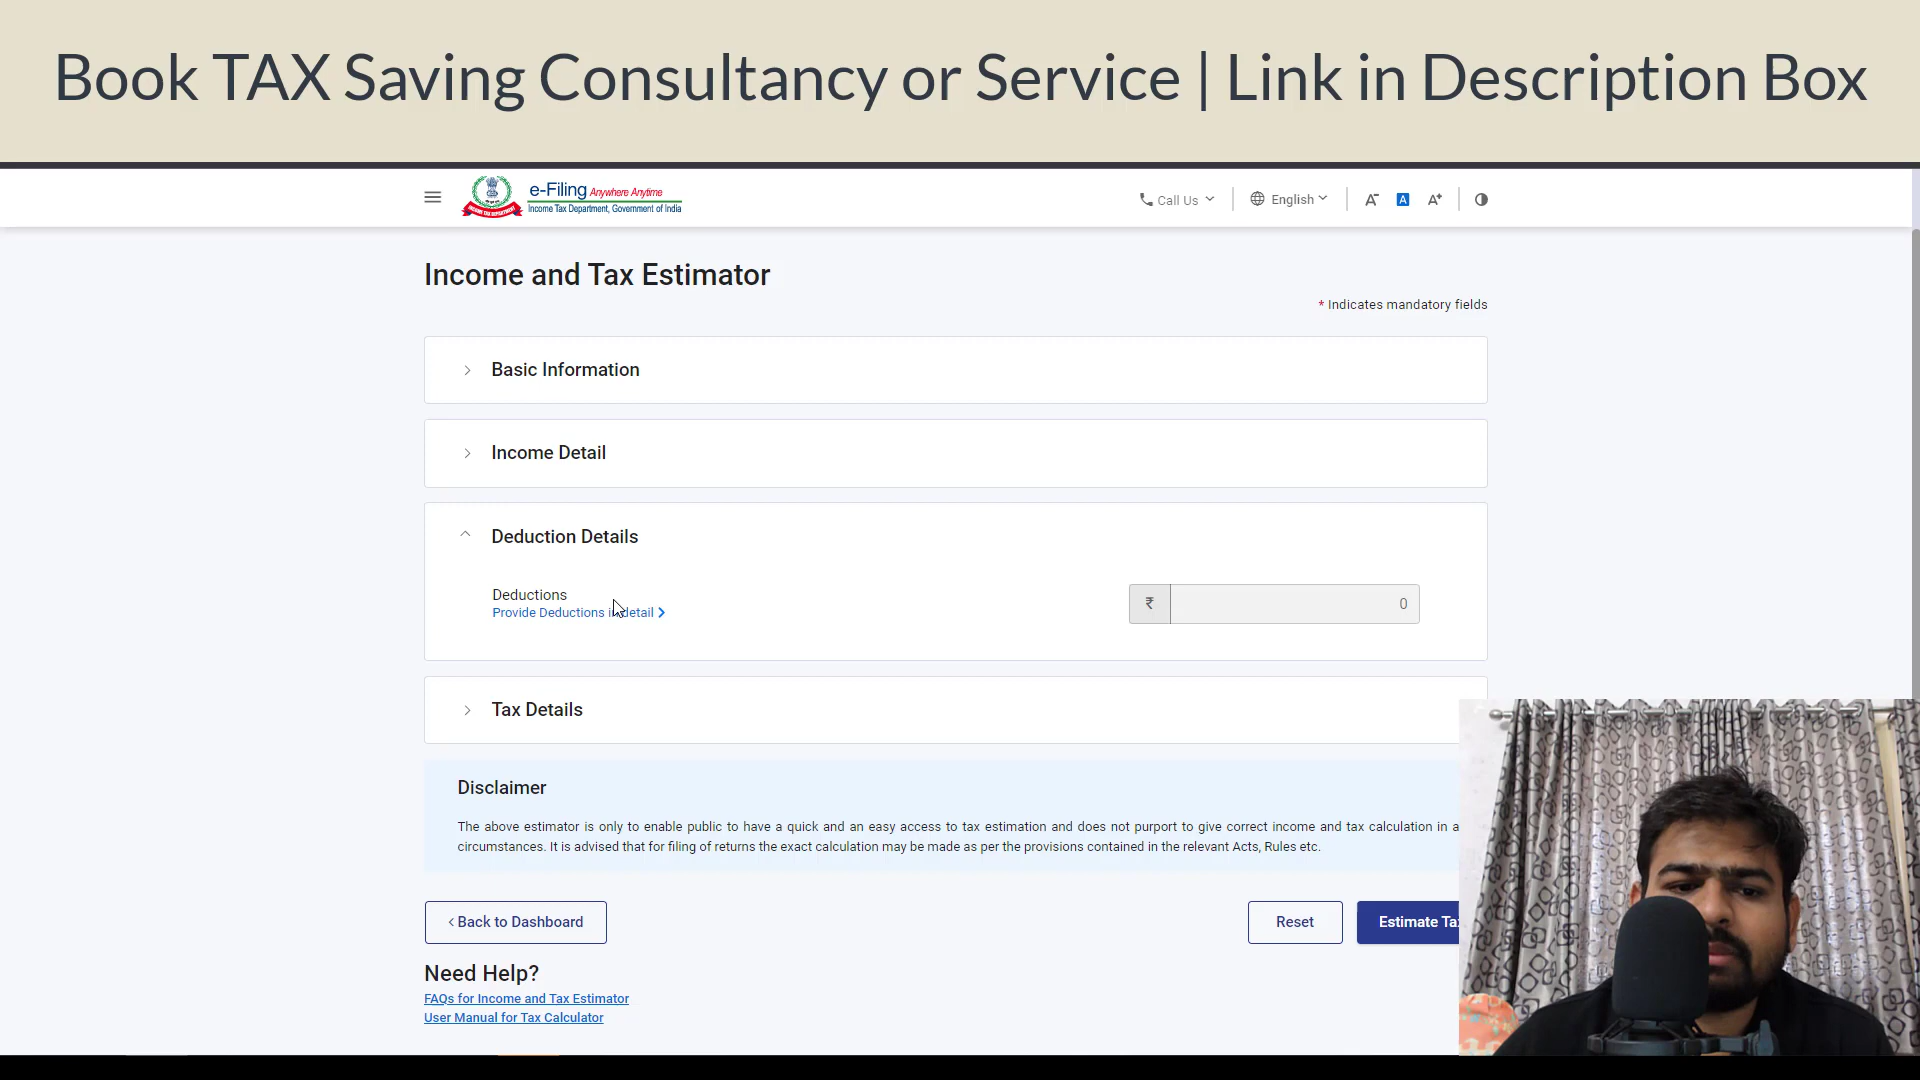 Book TAX Saving Consultancy or Service | Link in Description Box
e-Filing Anywhere Anytime
Income Tax Department, Government of India
Call Us
English
A-
A
A+
Income and Tax Estimator
* Indicates mandatory fields
Basic Information
Income Detail
Deduction Details
Deductions
Provide Deductions in detail
₹ 0
Tax Details
Disclaimer
The above estimator is only to enable public to have a quick and an easy access to tax estimation and does not purport to give correct income and tax calculation in
circumstances. It is advised that for filing of returns the exact calculation may be made as per the provisions contained in the relevant Acts, Rules etc.
< Back to Dashboard
Reset
Estimate
Need Help?
FAQs for Income and Tax Estimator
User Manual for Tax Calculator